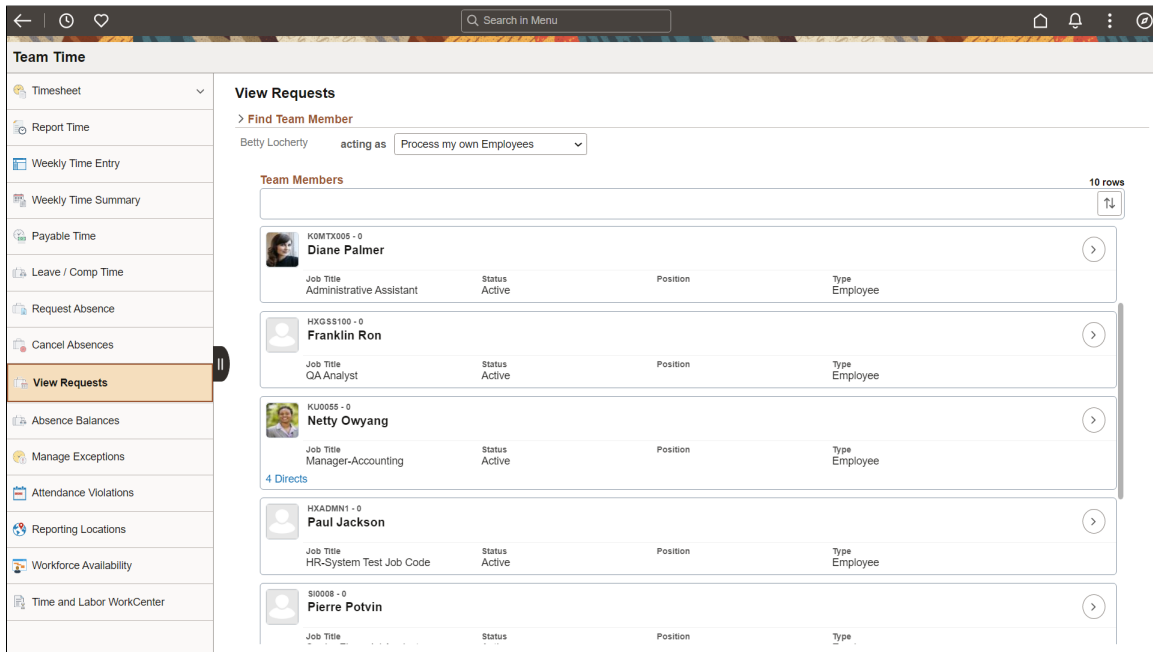 Search in Menu
Team Time
Timesheet
Report Time
Weekly Time Entry
Weekly Time Summary
Payable Time
Leave / Comp Time
Request Absence
Cancel Absences
View Requests
Absence Balances
Manage Exceptions
Attendance Violations
Reporting Locations
Workforce Availability
Time and Labor WorkCenter
View Requests
Find Team Member
Betty Locherty acting as Process my own Employees
Team Members 10 rows
K0MTX005 - 0
Diane Palmer
Job Title Status Position Type
Administrative Assistant Active Employee
HXGSS100 - 0
Franklin Ron
Job Title Status Position Type
QA Analyst Active Employee
KU0055 - 0
Netty Owyang
Job Title Status Position Type
Manager-Accounting Active Employee
4 Directs
HXADMN1 - 0
Paul Jackson
Job Title Status Position Type
HR-System Test Job Code Active Employee
SI0008 - 0
Pierre Potvin
Job Title Status Position Type